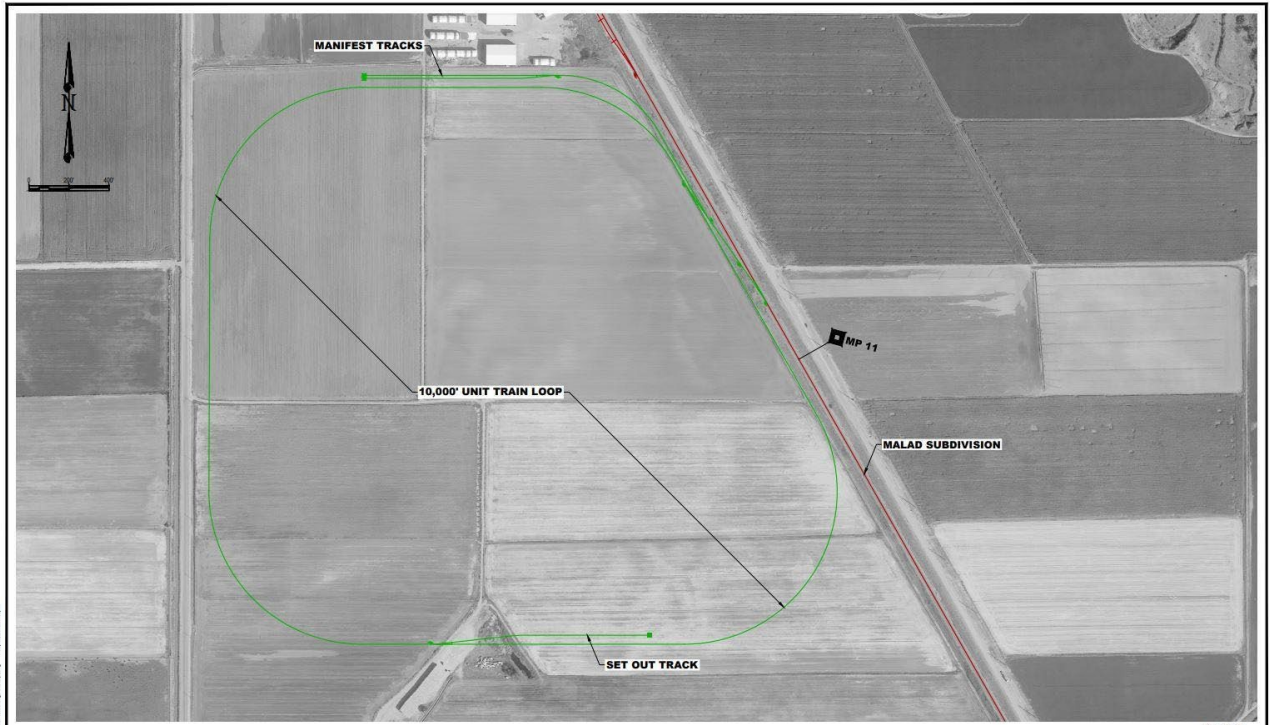 MANIFEST TRACKS
N
0 200' 400'
MP 11
10,000' UNIT TRAIN LOOP
MALAD SUBDIVISION
SET OUT TRACK